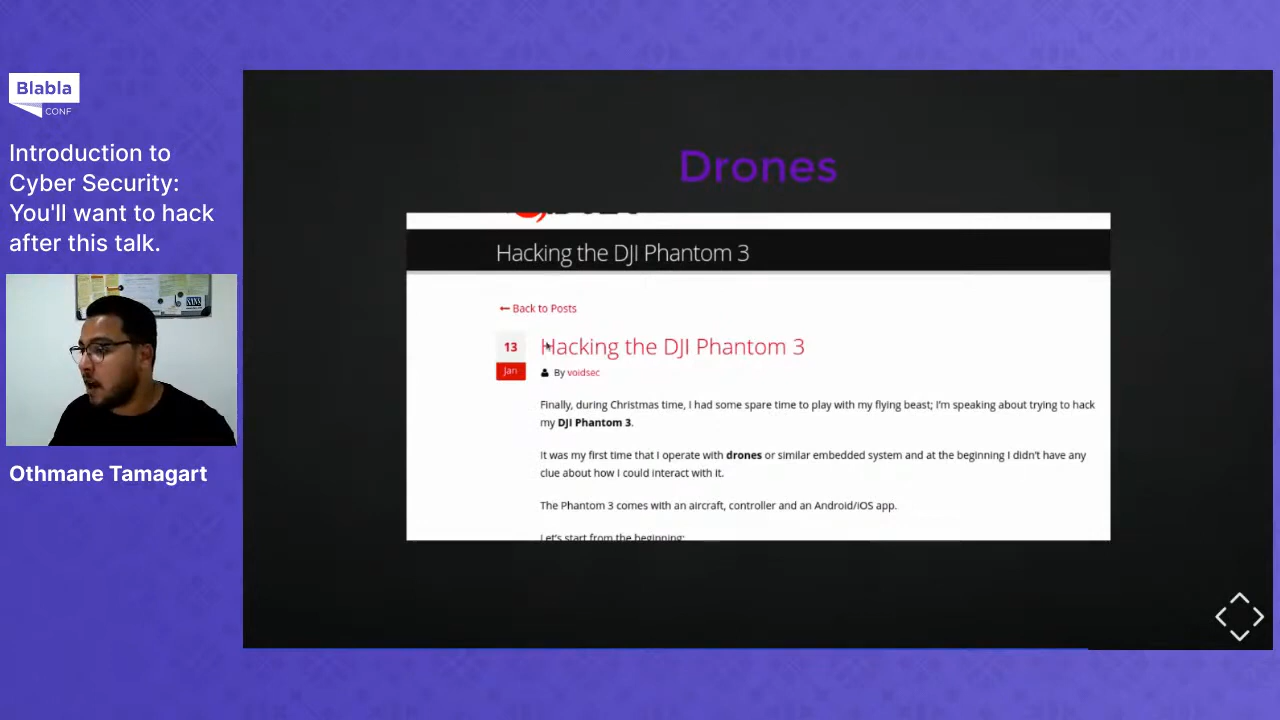 Blabla
CONF
Introduction to
Cyber Security:
You'll want to hack
after this talk.
Othmane Tamagart
Drones
Hacking the DJI Phantom 3
← Back to Posts
13
Jan
Hacking the DJI Phantom 3
By voidsec
Finally, during Christmas time, I had some spare time to play with my flying beast; I'm speaking about trying to hack
my DJI Phantom 3.
It was my first time that I operate with drones or similar embedded system and at the beginning I didn't have any
clue about how I could interact with it.
The Phantom 3 comes with an aircraft, controller and an Android/iOS app.
Let's start from the beginning: